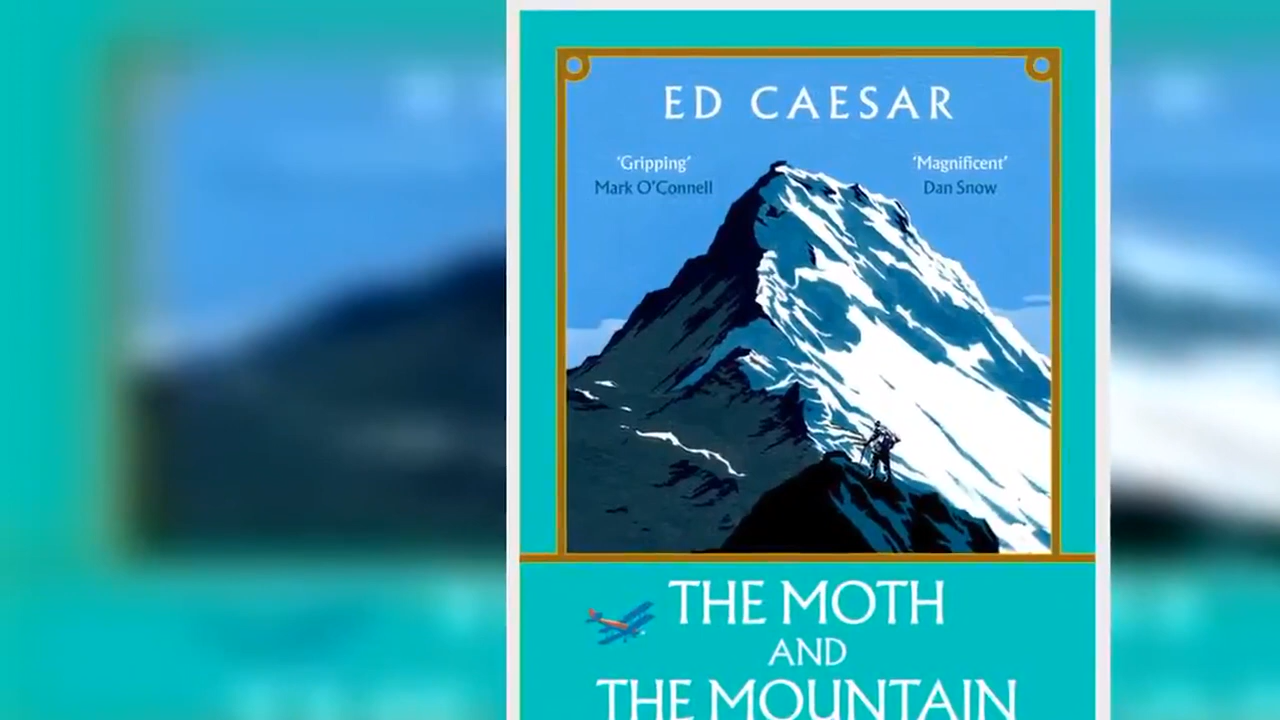 ED CAESAR
‘Gripping’
Mark O’Connell
‘Magnificent’
Dan Snow
THE MOTH
AND
THE MOUNTAIN